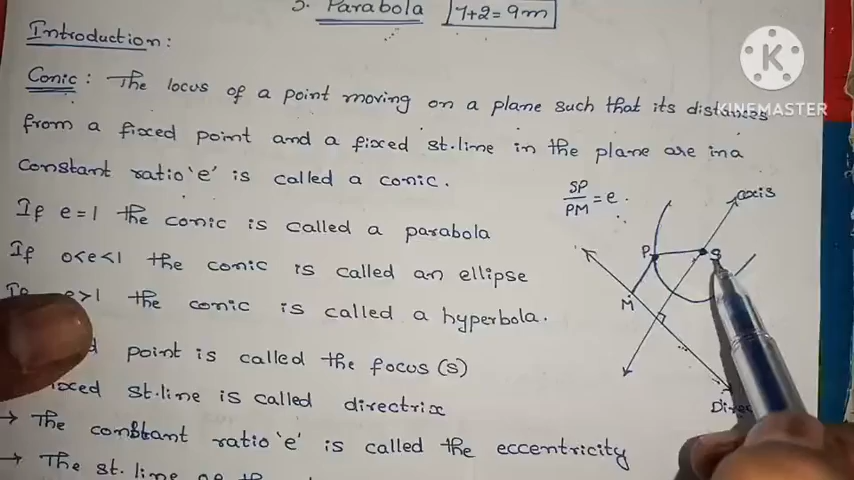 5. Parabola 7+2=9m
Introduction:
Conic: The locus of a point moving on a plane such that its distances
from a fixed point and a fixed st.line in the plane are in a
constant ratio 'e' is called a conic.
SP/PM = e.
axis
If e=1 the conic is called a parabola
If 0<e<1 the conic is called an ellipse
P
S
M
e>1 the conic is called a hyperbola.
point is called the focus (s)
fixed st.line is called directrix
→ The constant ratio 'e' is called the eccentricity
→ The st. line
K
KINEMASTER